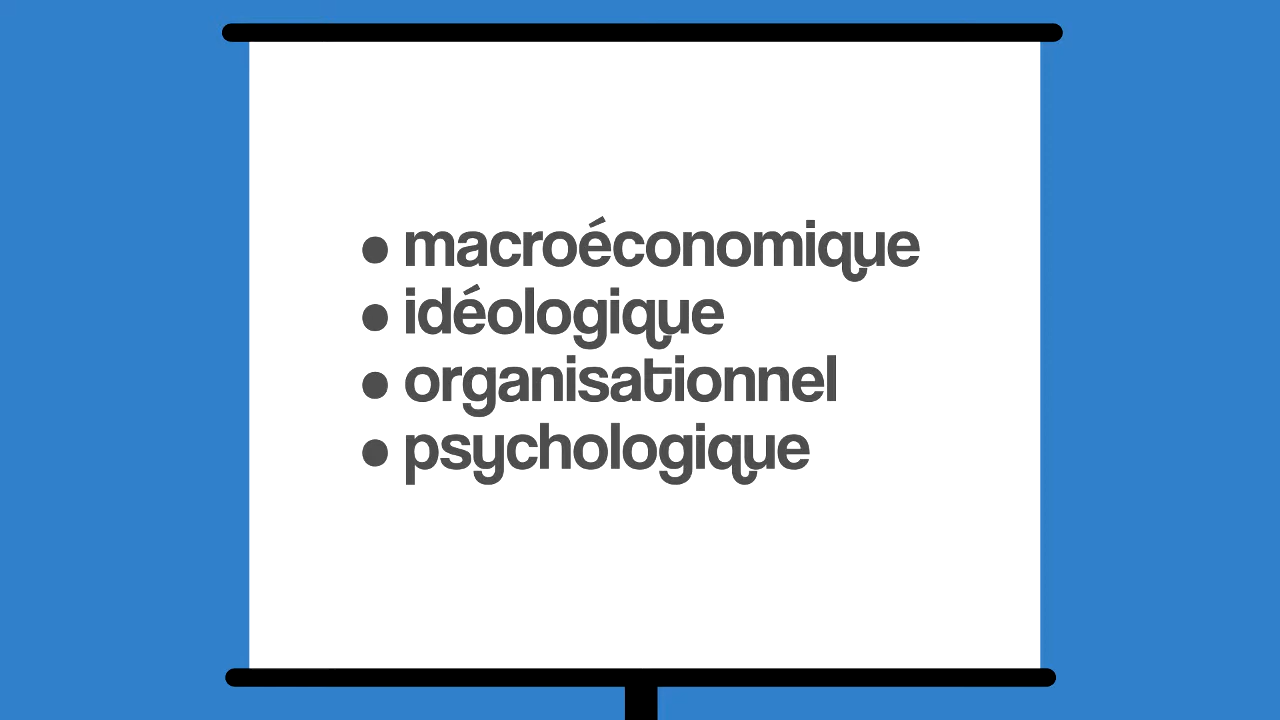 • macroéconomique
• idéologique
• organisationnel
• psychologique